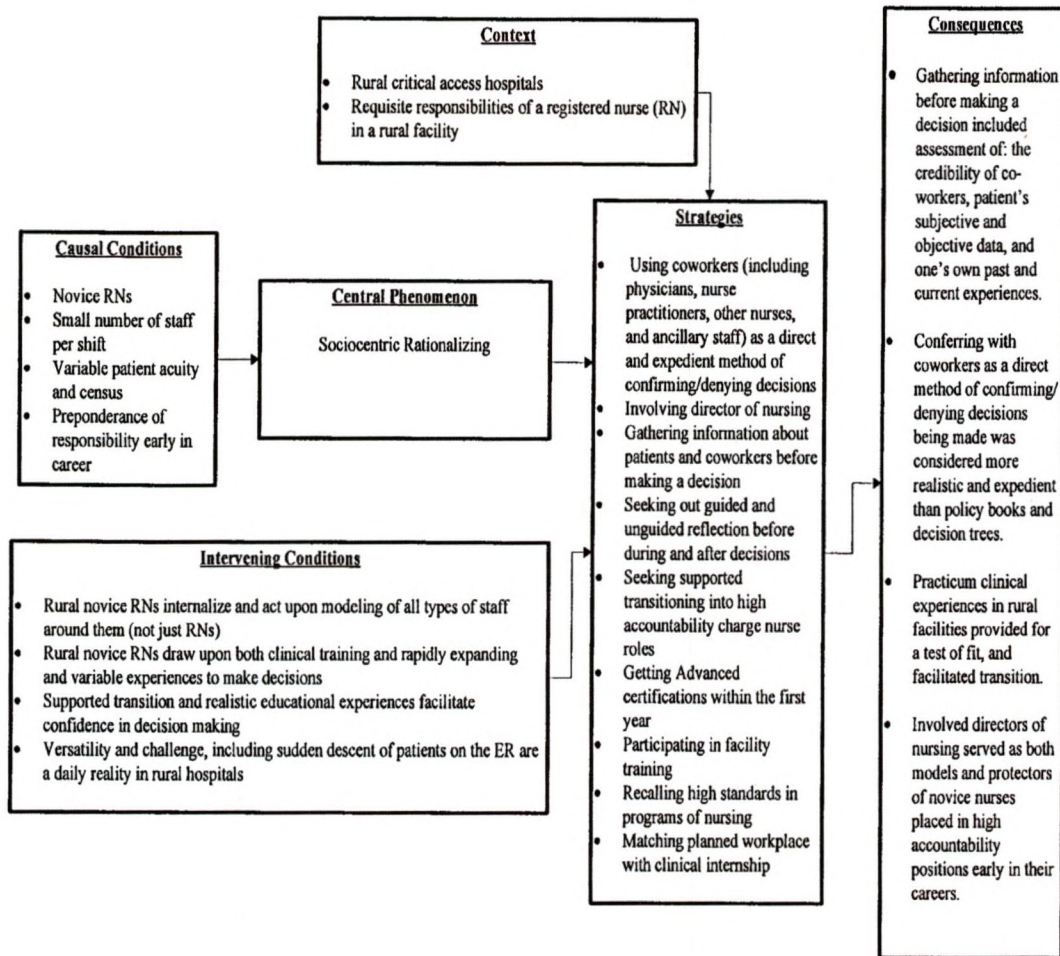 Context
• Rural critical access hospitals
• Requisite responsibilities of a registered nurse (RN)
in a rural facility
Causal Conditions
• Novice RNs
• Small number of staff
per shift
• Variable patient acuity
and census
• Preponderance of
responsibility early in
career
Central Phenomenon
Sociocentric Rationalizing
Intervening Conditions
• Rural novice RNs internalize and act upon modeling of all types of staff
around them (not just RNs)
• Rural novice RNs draw upon both clinical training and rapidly expanding
and variable experiences to make decisions
• Supported transition and realistic educational experiences facilitate
confidence in decision making
• Versatility and challenge, including sudden descent of patients on the ER are
a daily reality in rural hospitals
Strategies
• Using coworkers (including
physicians, nurse
practitioners, other nurses,
and ancillary staff) as a direct
and expedient method of
confirming/denying decisions
• Involving director of nursing
• Gathering information about
patients and coworkers before
making a decision
• Seeking out guided and
unguided reflection before
during and after decisions
• Seeking supported
transitioning into high
accountability charge nurse
roles
• Getting Advanced
certifications within the first
year
• Participating in facility
training
• Recalling high standards in
programs of nursing
• Matching planned workplace
with clinical internship
Consequences
• Gathering information
before making a
decision included
assessment of: the
credibility of co-
workers, patient's
subjective and
objective data, and
one's own past and
current experiences.
• Conferring with
coworkers as a direct
method of confirming/
denying decisions
being made was
considered more
realistic and expedient
than policy books and
decision trees.
• Practicum clinical
experiences in rural
facilities provided for
a test of fit, and
facilitated transition.
• Involved directors of
nursing served as both
models and protectors
of novice nurses
placed in high
accountability
positions early in their
careers.